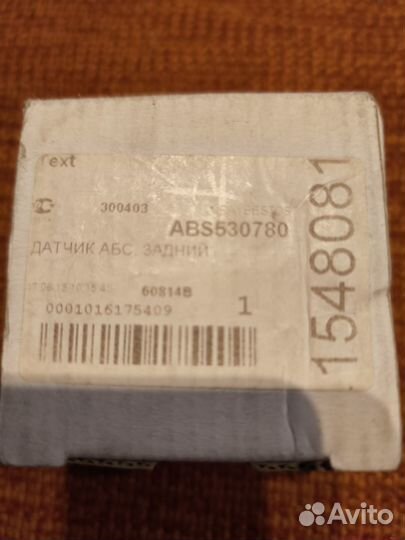 Text
300403
ABS530780
ДАТЧИК АБС. ЗАДНИЙ
60814B
0001016175409
1
1548081
Avito